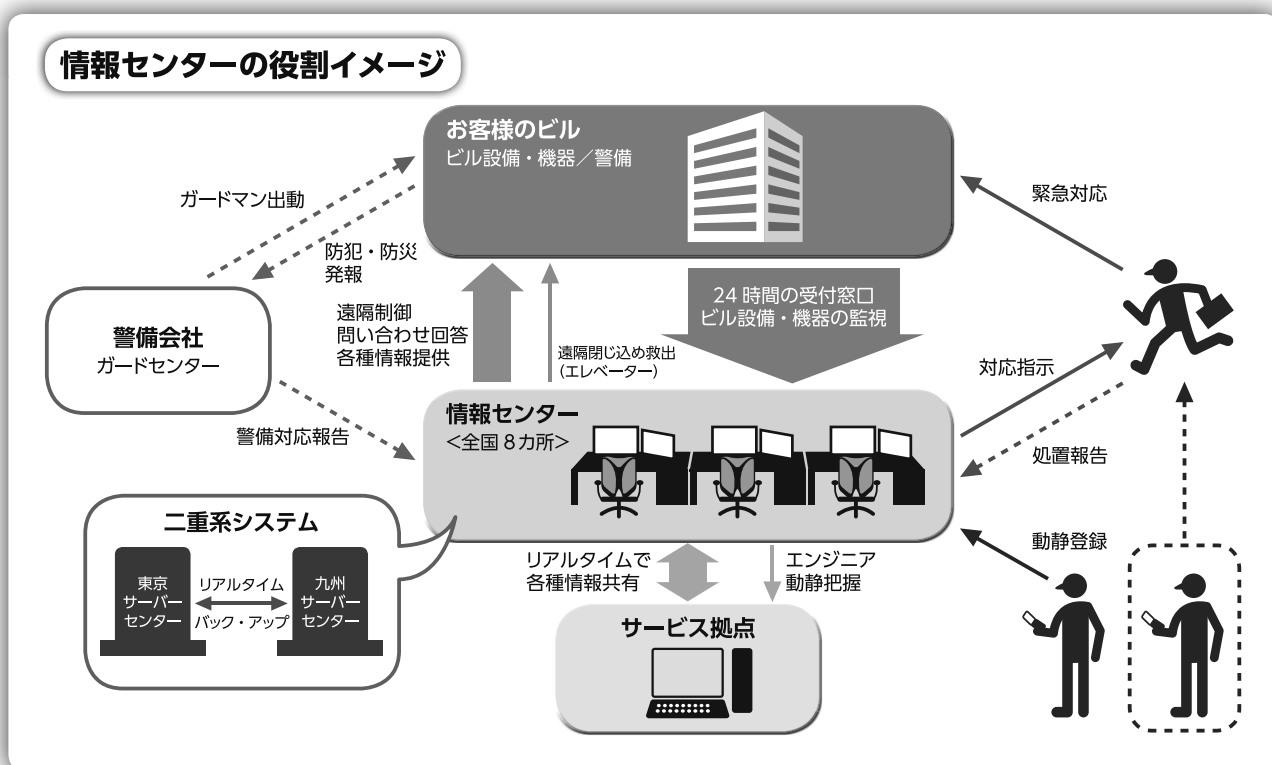 情報センターの役割イメージ
お客様のビル
ビル設備・機器／警備
ガードマン出動
緊急対応
防犯・防災
発報
警備会社
ガードセンター
遠隔制御
問い合わせ回答
各種情報提供
遠隔閉じ込め救出
（エレベーター）
24時間の受付窓口
ビル設備・機器の監視
対応指示
警備対応報告
情報センター
＜全国8カ所＞
処置報告
二重系システム
東京
サーバー
センター
リアルタイム
バック・アップ
九州
サーバー
センター
リアルタイムで
各種情報共有
エンジニア
動静把握
動静登録
サービス拠点